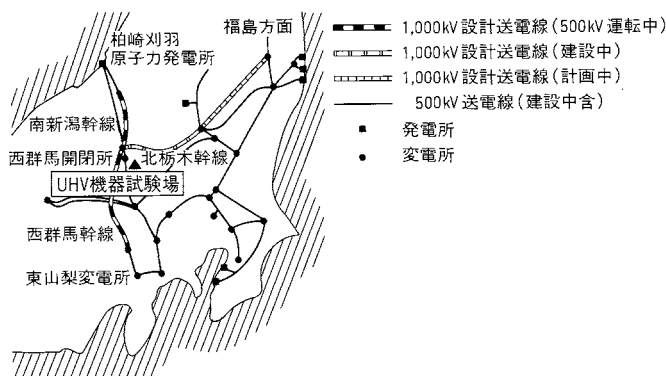 柏崎刈羽
原子力発電所
福島方面
南新潟幹線
西群馬開閉所
北栃木幹線
UHV機器試験場
西群馬幹線
東山梨変電所
1,000kV設計送電線(500kV運転中)
1,000kV設計送電線(建設中)
1,000kV設計送電線(計画中)
500kV送電線(建設中含)
発電所
変電所